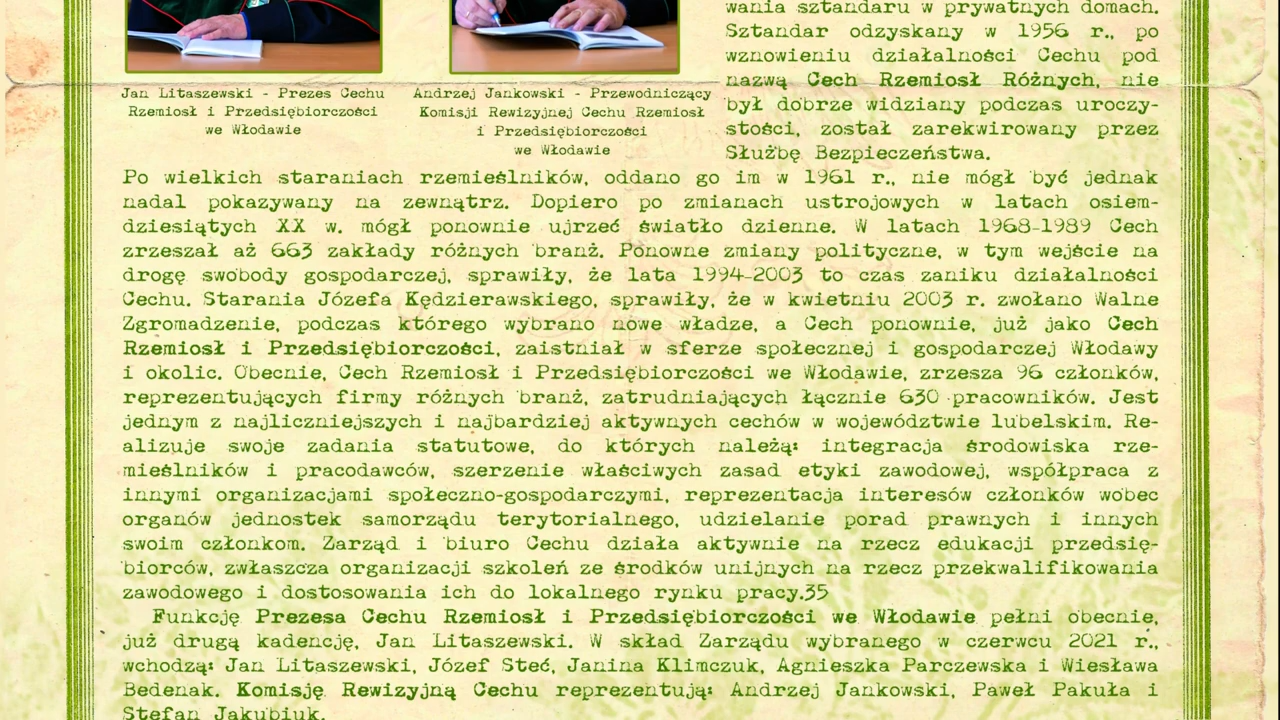 Jan Litaszewski - Prezes Cechu
Rzemiosł i Przedsiębiorczości
we Włodawie
Andrzej Jankowski - Przewodniczący
Komisji Rewizyjnej Cechu Rzemiosł
i Przedsiębiorczości
we Włodawie
wania sztandaru w prywatnych domach.
Sztandar odzyskany w 1956 r., po
wznowieniu działalności Cechu pod
nazwą Cech Rzemiosł Różnych, nie
był dobrze widziany podczas uroczy-
stości, został zarekwirowany przez
Służbę Bezpieczeństwa.
Po wielkich staraniach rzemieślników, oddano go im w 1961 r., nie mógł być jednak
nadal pokazywany na zewnątrz. Dopiero po zmianach ustrojowych w latach osiem-
dziesiątych XX w. mógł ponownie ujrzeć światło dzienne. W latach 1968-1989 Cech
zrzeszał aż 663 zakłady różnych branż. Ponowne zmiany polityczne, w tym wejście na
drogę swobody gospodarczej, sprawiły, że lata 1994-2003 to czas zaniku działalności
Cechu. Starania Józefa Kędzierawskiego, sprawiły, że w kwietniu 2003 r. zwołano Walne
Zgromadzenie, podczas którego wybrano nowe władze, a Cech ponownie, już jako Cech
Rzemiosł i Przedsiębiorczości, zaistniał w sferze społecznej i gospodarczej Włodawy
i okolic. Obecnie, Cech Rzemiosł i Przedsiębiorczości we Włodawie, zrzesza 96 członków,
reprezentujących firmy różnych branż, zatrudniających łącznie 630 pracowników. Jest
jednym z najliczniejszych i najbardziej aktywnych cechów w województwie lubelskim. Re-
alizuje swoje zadania statutowe, do których należą: integracja środowiska rze-
mieślników i pracodawców, szerzenie właściwych zasad etyki zawodowej, współpraca z
innymi organizacjami społeczno-gospodarczymi, reprezentacja interesów członków wobec
organów jednostek samorządu terytorialnego, udzielanie porad prawnych i innych
swoim członkom. Zarząd i biuro Cechu działa aktywnie na rzecz edukacji przedsię-
biorców, zwłaszcza organizacji szkoleń ze środków unijnych na rzecz przekwalifikowania
zawodowego i dostosowania ich do lokalnego rynku pracy.35
Funkcję Prezesa Cechu Rzemiosł i Przedsiębiorczości we Włodawie pełni obecnie,
już drugą kadencję, Jan Litaszewski. W skład Zarządu wybranego w czerwcu 2021 r.,
wchodzą: Jan Litaszewski, Józef Steć, Janina Klimczuk, Agnieszka Parczewska i Wiesława
Bedenak. Komisję Rewizyjną Cechu reprezentują: Andrzej Jankowski, Paweł Pakuła i
Stefan Jakubiuk.